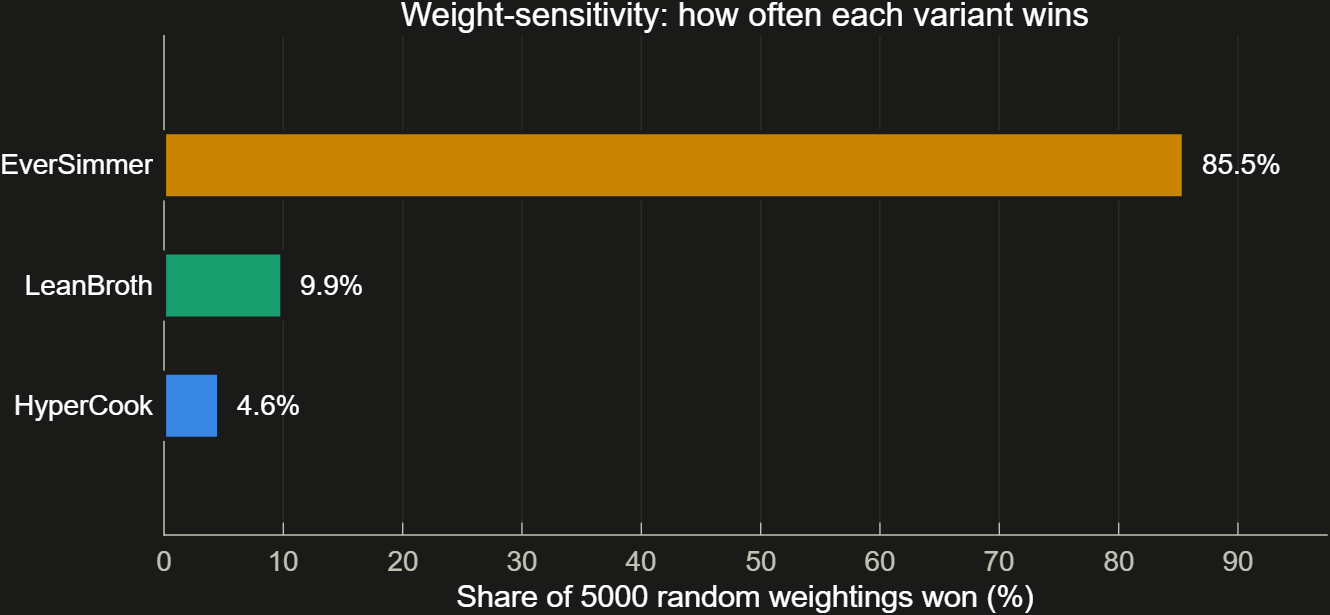 Weight-sensitivity: how often each variant wins
EverSimmer
85.5%
LeanBroth
9.9%
HyperCook
4.6%
0 10 20 30 40 50 60 70 80 90
Share of 5000 random weightings won (%)